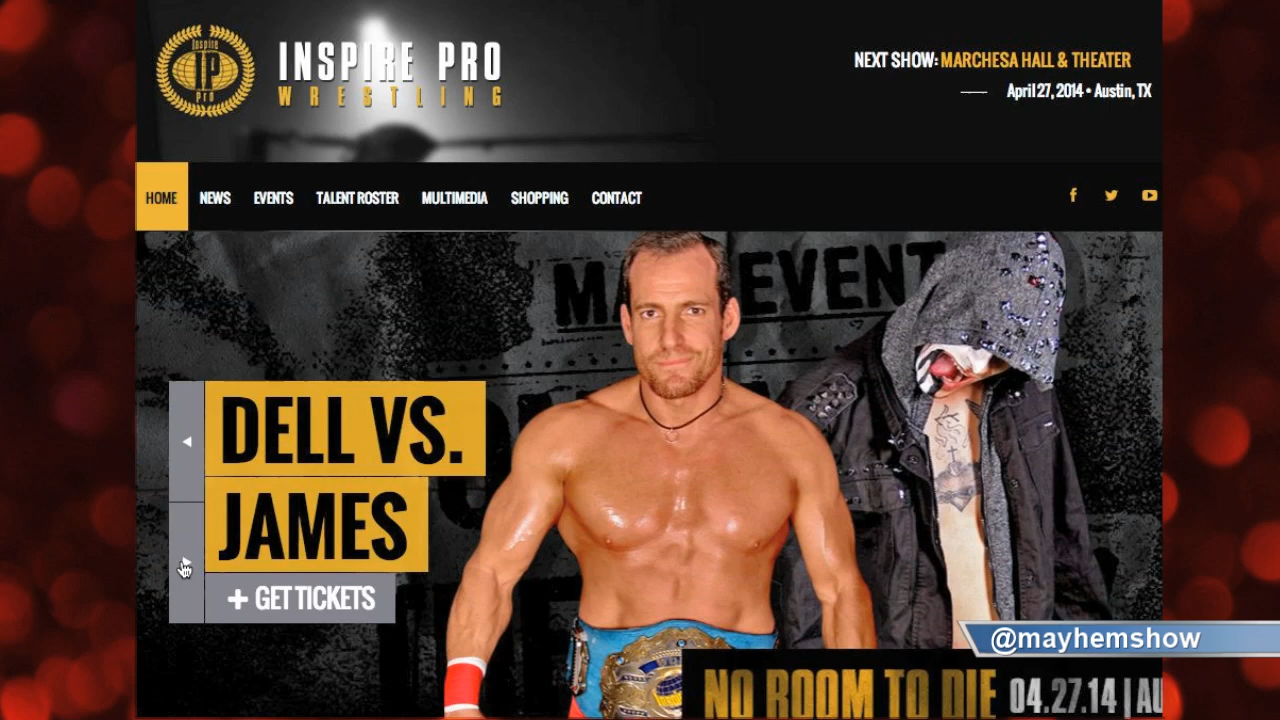 Inspire
IP
Pro
INSPIRE PRO
WRESTLING
NEXT SHOW: MARCHESA HALL & THEATER
April 27, 2014 • Austin, TX
HOME
NEWS
EVENTS
TALENT ROSTER
MULTIMEDIA
SHOPPING
CONTACT
EVENT
DELL VS.
JAMES
+ GET TICKETS
@mayhemshow
NO ROOM TO DIE 04.27.14 | AU